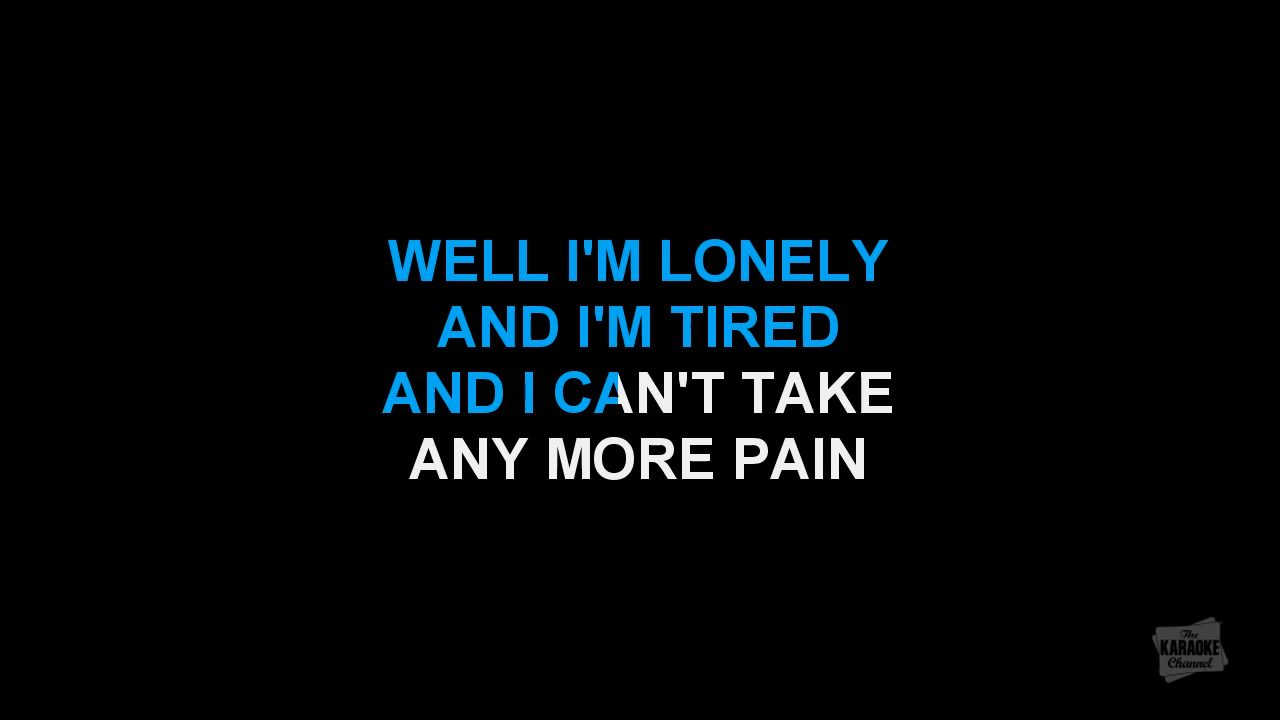 WELL I'M LONELY
AND I'M TIRED
AND I CAN'T TAKE
ANY MORE PAIN
The
KARAOKE
Channel